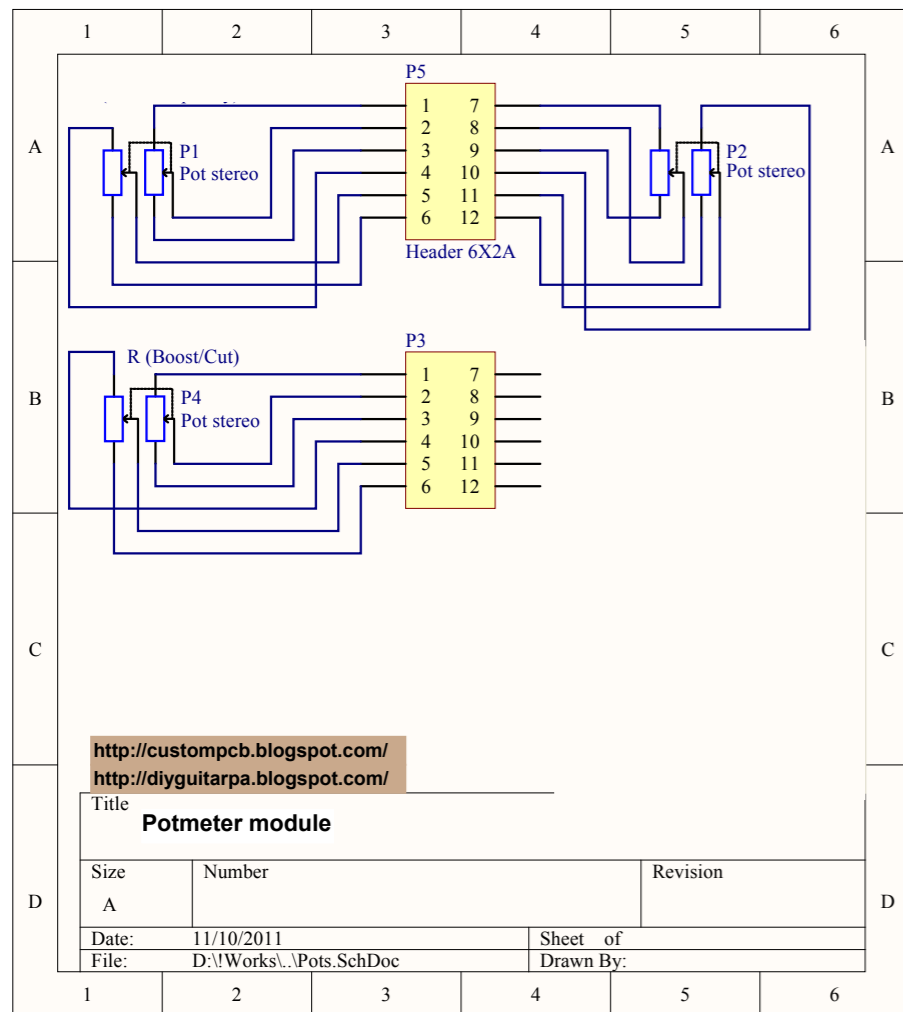 1 2 3 4 5 6
P5
1 7
2 8
3 9
4 10
5 11
6 12
Header 6X2A
P1
Pot stereo
P2
Pot stereo
A A
P3
1 7
2 8
3 9
4 10
5 11
6 12
R (Boost/Cut)
P4
Pot stereo
B B
C C
http://custompcb.blogspot.com/
http://diyguitarpa.blogspot.com/
Title
Potmeter module
Size Number Revision
A
D D
Date: 11/10/2011 Sheet of
File: D:\!Works\..\Pots.SchDoc Drawn By:
1 2 3 4 5 6